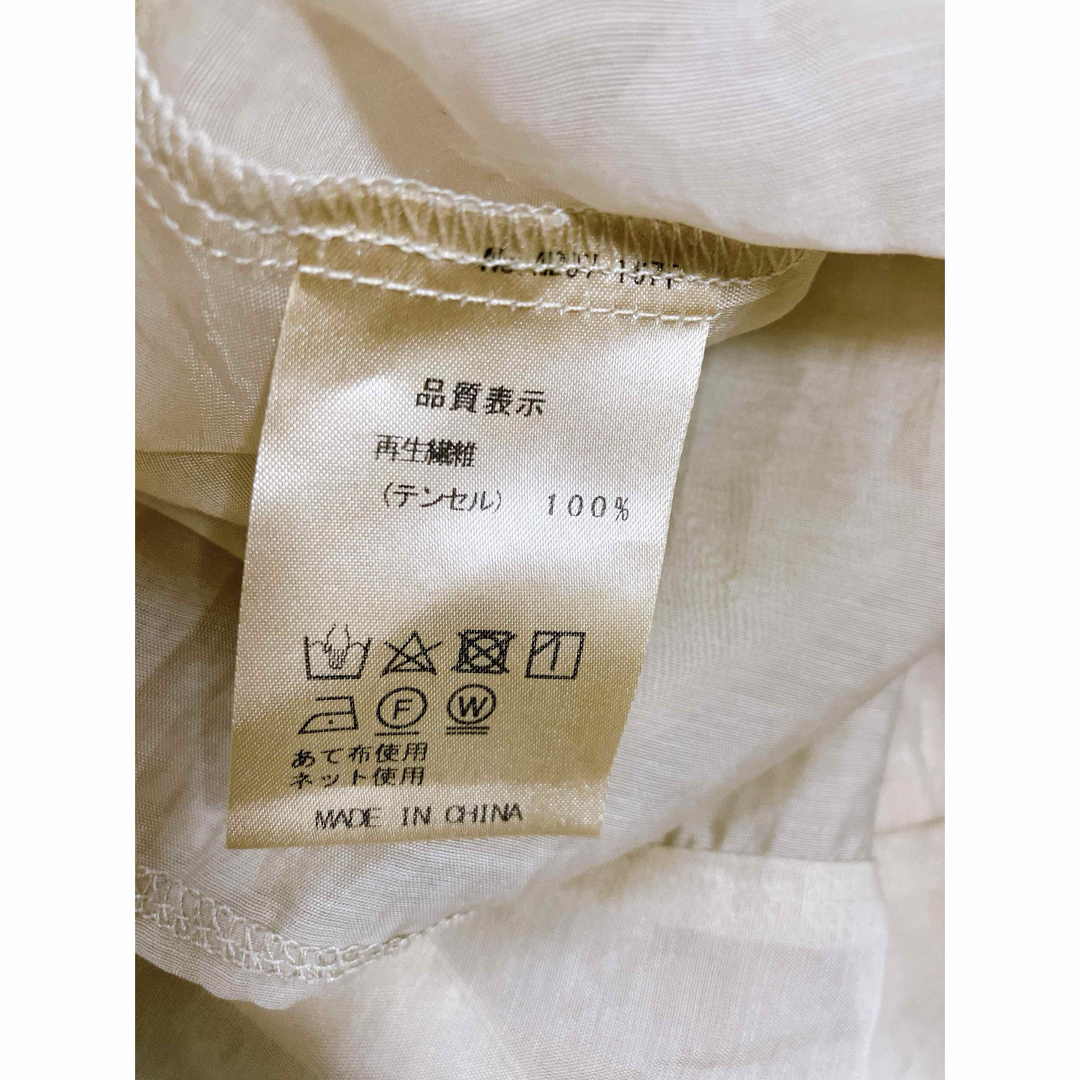 品質表示
再生繊維
(テンセル) 100%
F W
あて布使用
ネット使用
MADE IN CHINA